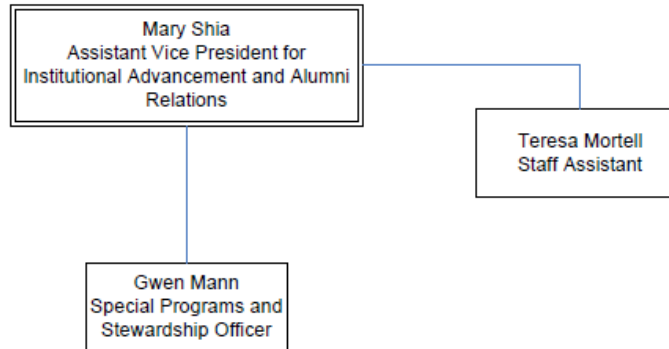 Mary Shia
Assistant Vice President for
Institutional Advancement and Alumni
Relations
Teresa Mortell
Staff Assistant
Gwen Mann
Special Programs and
Stewardship Officer